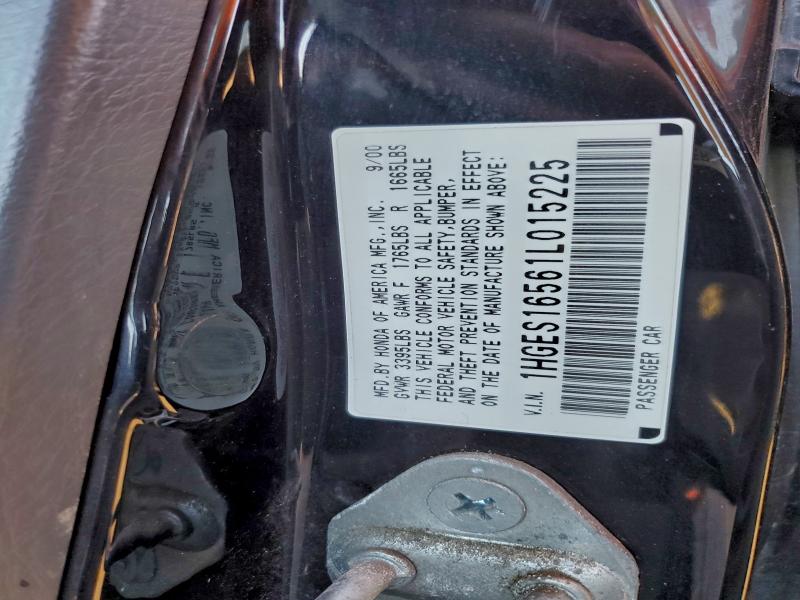 MFD.BY HONDA OF AMERICA MFG.,INC. 9/00
GVWR 3395LBS GAWR F 1765LBS R 1665LBS
THIS VEHICLE CONFORMS TO ALL APPLICABLE
FEDERAL MOTOR VEHICLE SAFETY,BUMPER,
AND THEFT PREVENTION STANDARDS IN EFFECT
ON THE DATE OF MANUFACTURE SHOWN ABOVE:
V.I.N. 1HGES16561L015225
PASSENGER CAR